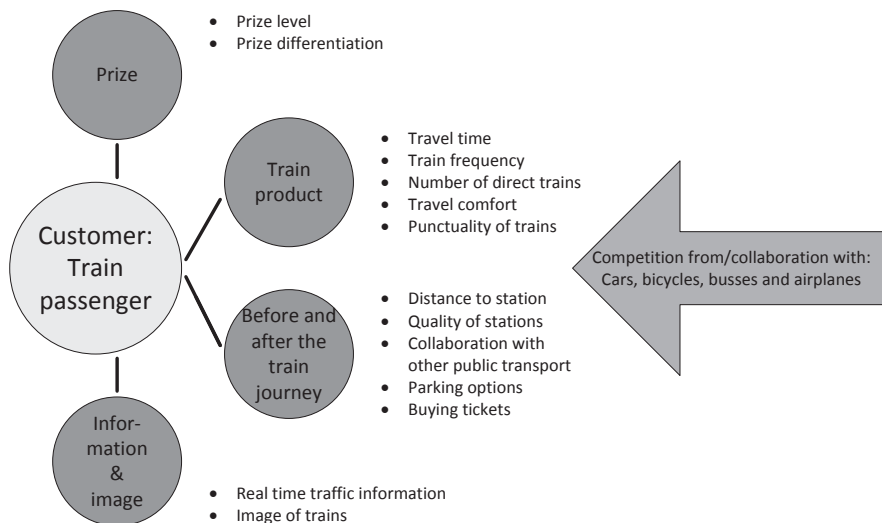 • Prize level
• Prize differentiation
Prize
• Travel time
• Train frequency
• Number of direct trains
• Travel comfort
• Punctuality of trains
Train
product
Customer:
Train
passenger
Competition from/collaboration with:
Cars, bicycles, busses and airplanes
• Distance to station
• Quality of stations
• Collaboration with
other public transport
• Parking options
• Buying tickets
Before and
after the
train
journey
Infor-
mation
&
image
• Real time traffic information
• Image of trains